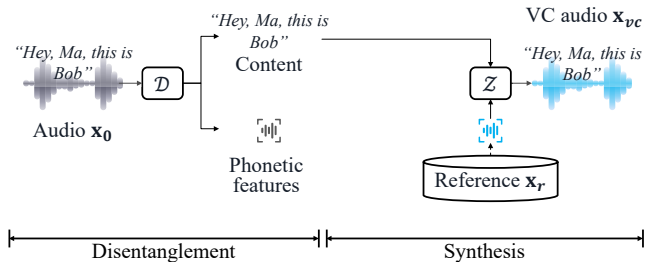 VC audio x_vc
"Hey, Ma, this is
Bob"
Content
"Hey, Ma, this is
Bob"
"Hey, Ma, this is
Bob"
𝒟
𝒵
Audio x_0
Phonetic
features
Reference x_r
Disentanglement
Synthesis